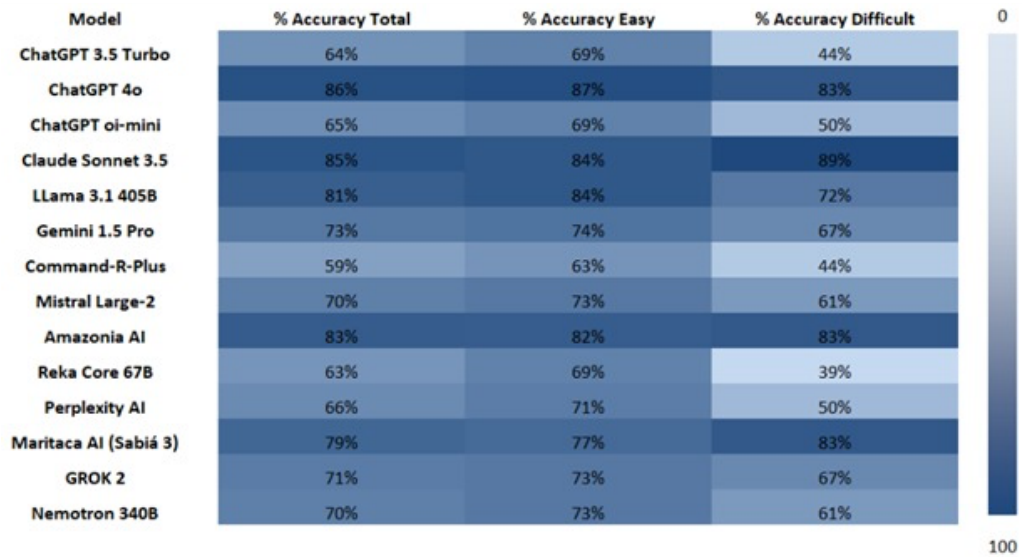 Model % Accuracy Total % Accuracy Easy % Accuracy Difficult 0
ChatGPT 3.5 Turbo 64% 69% 44%
ChatGPT 4o 86% 87% 83%
ChatGPT oi-mini 65% 69% 50%
Claude Sonnet 3.5 85% 84% 89%
LLama 3.1 405B 81% 84% 72%
Gemini 1.5 Pro 73% 74% 67%
Command-R-Plus 59% 63% 44%
Mistral Large-2 70% 73% 61%
Amazonia AI 83% 82% 83%
Reka Core 67B 63% 69% 39%
Perplexity AI 66% 71% 50%
Maritaca AI (Sabiá 3) 79% 77% 83%
GROK 2 71% 73% 67%
Nemotron 340B 70% 73% 61%
100